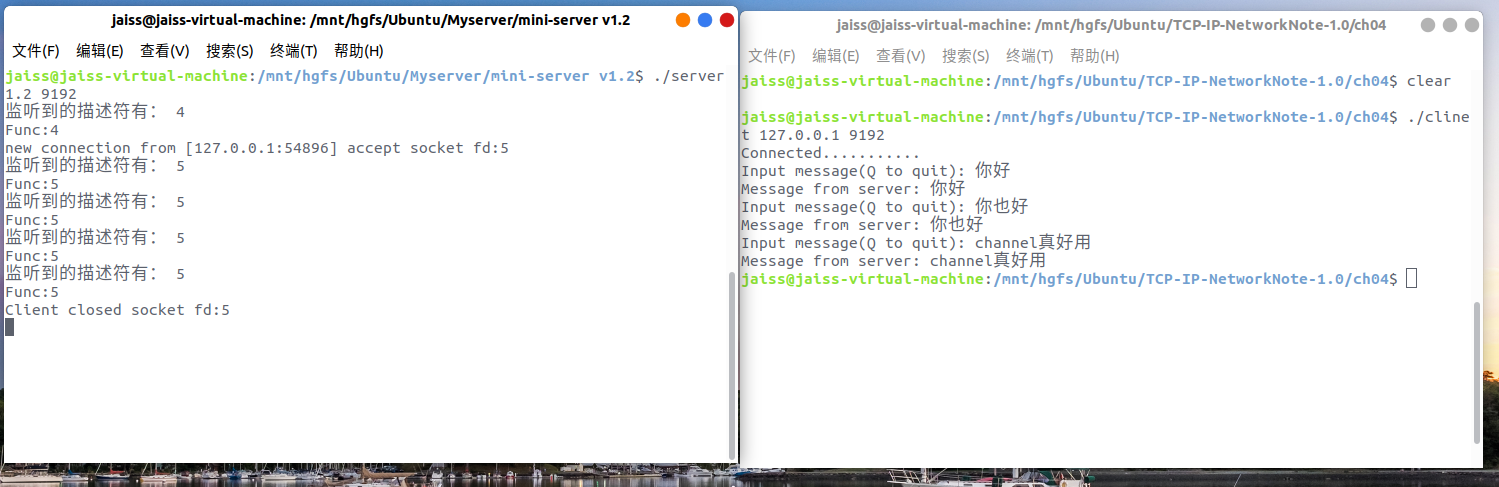 jaiss@jaiss-virtual-machine: /mnt/hgfs/Ubuntu/Myserver/mini-server v1.2
文件(F) 编辑(E) 查看(V) 搜索(S) 终端(T) 帮助(H)
jaiss@jaiss-virtual-machine:/mnt/hgfs/Ubuntu/Myserver/mini-server v1.2$ ./server
1.2 9192
监听到的描述符有： 4
Func:4
new connection from [127.0.0.1:54896] accept socket fd:5
监听到的描述符有： 5
Func:5
监听到的描述符有： 5
Func:5
监听到的描述符有： 5
Func:5
监听到的描述符有： 5
Func:5
Client closed socket fd:5
jaiss@jaiss-virtual-machine: /mnt/hgfs/Ubuntu/TCP-IP-NetworkNote-1.0/ch04
文件(F) 编辑(E) 查看(V) 搜索(S) 终端(T) 帮助(H)
jaiss@jaiss-virtual-machine:/mnt/hgfs/Ubuntu/TCP-IP-NetworkNote-1.0/ch04$ clear
jaiss@jaiss-virtual-machine:/mnt/hgfs/Ubuntu/TCP-IP-NetworkNote-1.0/ch04$ ./cline
t 127.0.0.1 9192
Connected...........
Input message(Q to quit): 你好
Message from server: 你好
Input message(Q to quit): 你也好
Message from server: 你也好
Input message(Q to quit): channel真好用
Message from server: channel真好用
jaiss@jaiss-virtual-machine:/mnt/hgfs/Ubuntu/TCP-IP-NetworkNote-1.0/ch04$